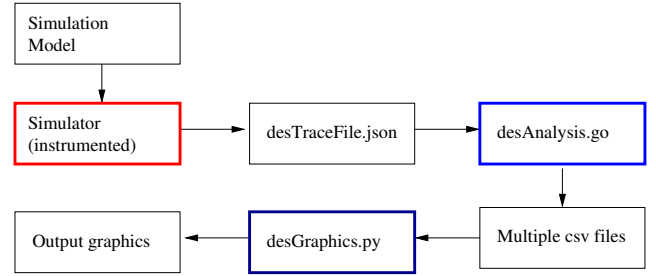 Simulation
Model
Simulator
(instrumented)
desTraceFile.json
desAnalysis.go
Output graphics
desGraphics.py
Multiple csv files